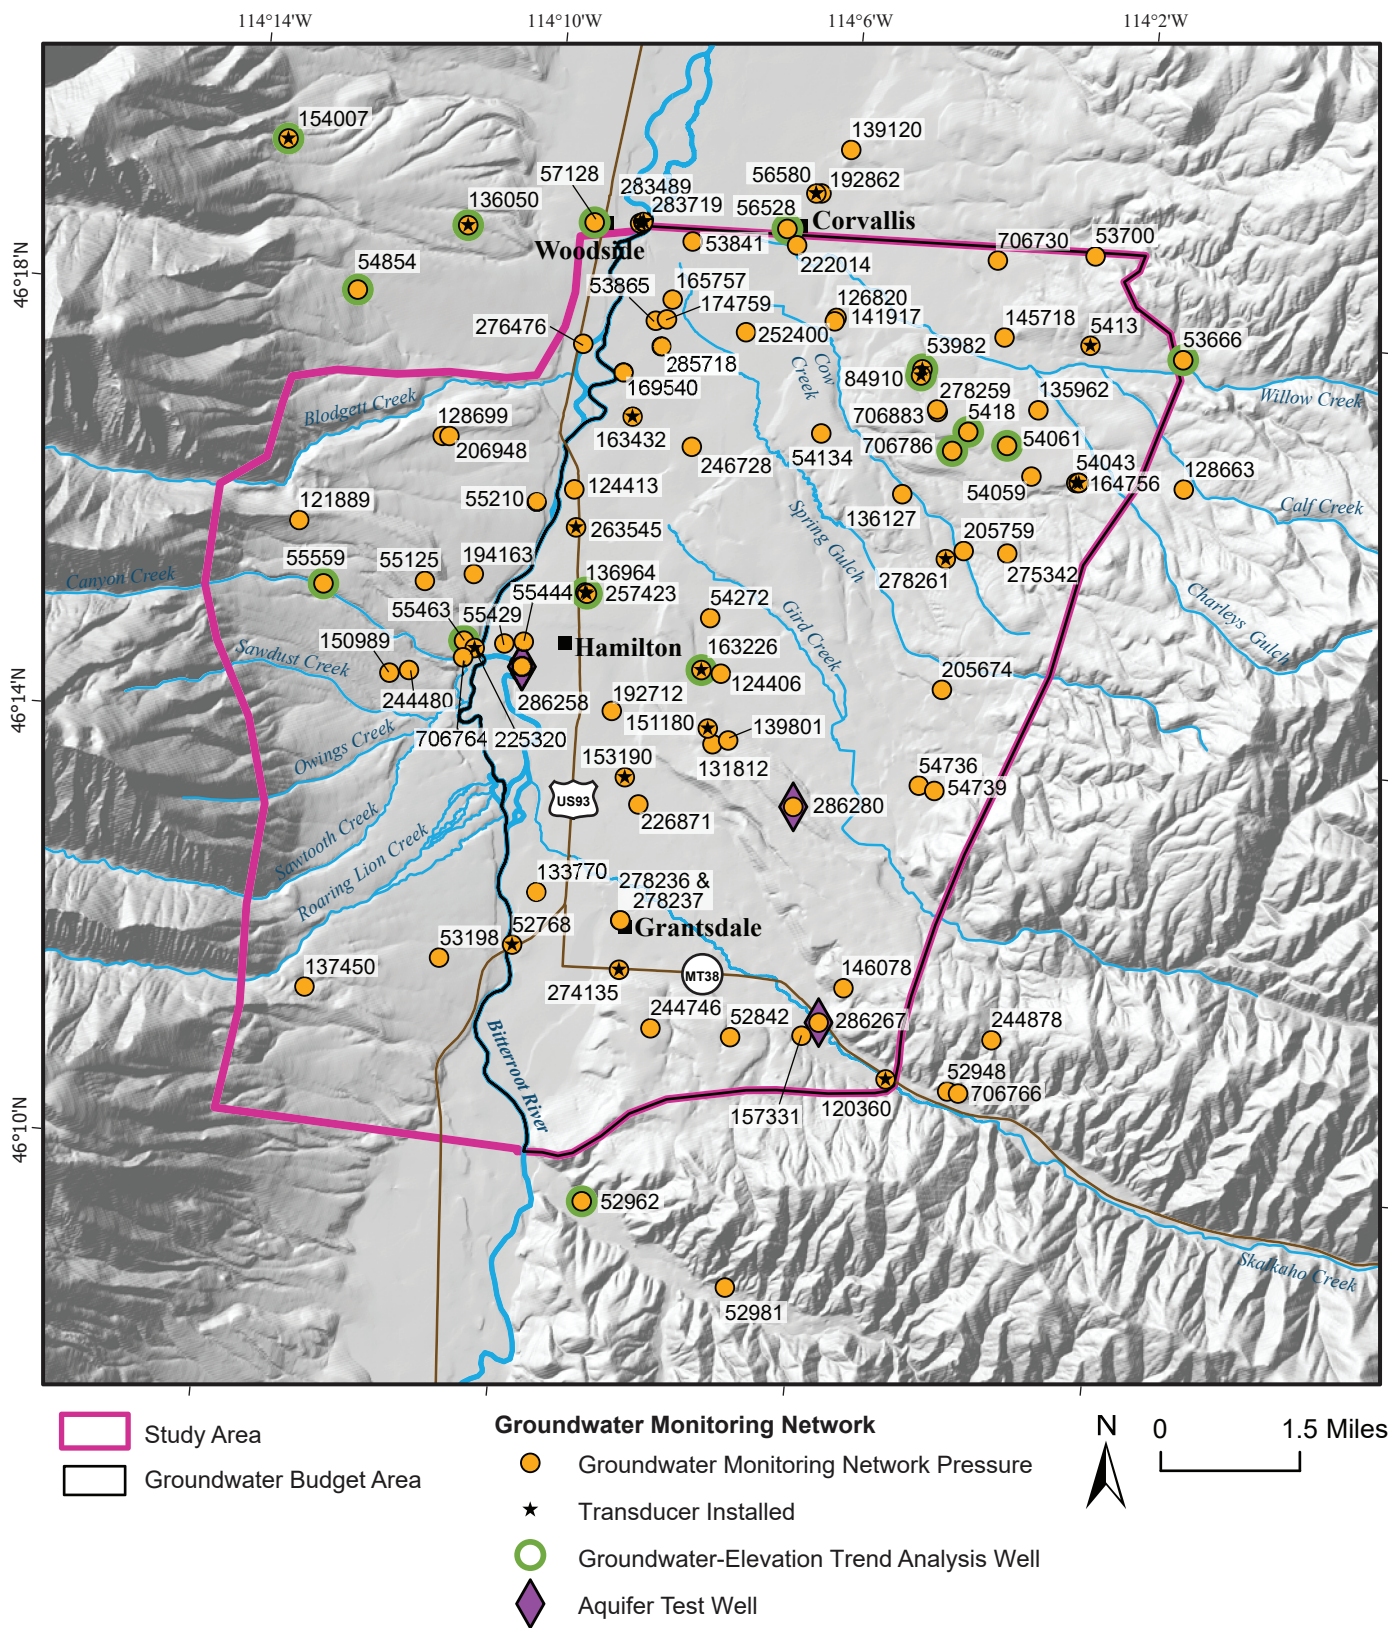 114°14'W
114°10'W
114°6'W
114°2'W
154007
139120
57128
56580
192862
283489
136050
283719
56528
Corvallis
Woodside
53841
706730
53700
222014
46°18'N
54854
165757
53865
174759
126820
141917
276476
252400
145718
5413
285718
53982
53666
Cow
Creek
84910
169540
278259
135962
Willow Creek
Blodgett Creek
128699
706883
5418
206948
163432
54134
706786
54061
246728
54043
128663
164756
54059
55210
124413
121889
Calf Creek
136127
Spring Gulch
263545
205759
55559
55125
194163
278261
275342
Canyon Creek
136964
257423
Charleys Gulch
55463
55429
55444
54272
Gird Creek
150989
Hamilton
163226
Sawdust Creek
124406
205674
46°14'N
244480
286258
192712
151180
139801
706764
225320
Owings Creek
153190
131812
54736
54739
US93
286280
226871
Sawtooth Creek
Roaring Lion Creek
133770
278236 &
278237
52768
Grantsdale
53198
137450
MT38
146078
274135
244746
52842
286267
244878
Bitterroot River
52948
706766
157331
120360
46°10'N
52962
Skalkaho Creek
52981
Study Area
Groundwater Budget Area
Groundwater Monitoring Network
Groundwater Monitoring Network Pressure
Transducer Installed
Groundwater-Elevation Trend Analysis Well
Aquifer Test Well
N
0
1.5 Miles